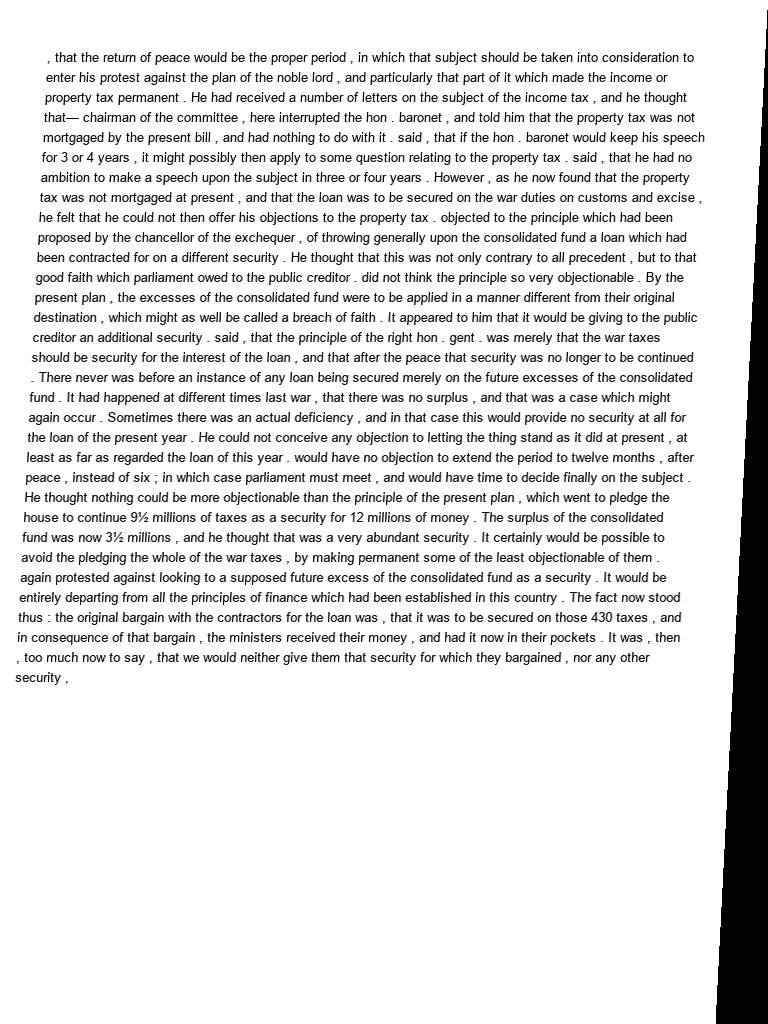 , that the return of peace would be the proper period , in which that subject should be taken into consideration to
enter his protest against the plan of the noble lord , and particularly that part of it which made the income or
property tax permanent . He had received a number of letters on the subject of the income tax , and he thought
that— chairman of the committee , here interrupted the hon . baronet , and told him that the property tax was not
mortgaged by the present bill , and had nothing to do with it . said , that if the hon . baronet would keep his speech
for 3 or 4 years , it might possibly then apply to some question relating to the property tax . said , that he had no
ambition to make a speech upon the subject in three or four years . However , as he now found that the property
tax was not mortgaged at present , and that the loan was to be secured on the war duties on customs and excise ,
he felt that he could not then offer his objections to the property tax . objected to the principle which had been
proposed by the chancellor of the exchequer , of throwing generally upon the consolidated fund a loan which had
been contracted for on a different security . He thought that this was not only contrary to all precedent , but to that
good faith which parliament owed to the public creditor . did not think the principle so very objectionable . By the
present plan , the excesses of the consolidated fund were to be applied in a manner different from their original
destination , which might as well be called a breach of faith . It appeared to him that it would be giving to the public
creditor an additional security . said , that the principle of the right hon . gent . was merely that the war taxes
should be security for the interest of the loan , and that after the peace that security was no longer to be continued
. There never was before an instance of any loan being secured merely on the future excesses of the consolidated
fund . It had happened at different times last war , that there was no surplus , and that was a case which might
again occur . Sometimes there was an actual deficiency , and in that case this would provide no security at all for
the loan of the present year . He could not conceive any objection to letting the thing stand as it did at present , at
least as far as regarded the loan of this year . would have no objection to extend the period to twelve months , after
peace , instead of six ; in which case parliament must meet , and would have time to decide finally on the subject .
He thought nothing could be more objectionable than the principle of the present plan , which went to pledge the
house to continue 9½ millions of taxes as a security for 12 millions of money . The surplus of the consolidated
fund was now 3½ millions , and he thought that was a very abundant security . It certainly would be possible to
avoid the pledging the whole of the war taxes , by making permanent some of the least objectionable of them .
again protested against looking to a supposed future excess of the consolidated fund as a security . It would be
entirely departing from all the principles of finance which had been established in this country . The fact now stood
thus : the original bargain with the contractors for the loan was , that it was to be secured on those 430 taxes , and
in consequence of that bargain , the ministers received their money , and had it now in their pockets . It was , then
, too much now to say , that we would neither give them that security for which they bargained , nor any other
security ,